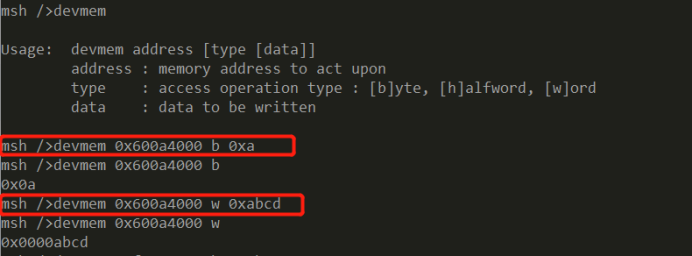 msh />devmem
Usage:  devmem address [type [data]]
        address : memory address to act upon
        type    : access operation type : [b]yte, [h]alfword, [w]ord
        data    : data to be written
msh />devmem 0x600a4000 b 0xa
msh />devmem 0x600a4000 b
0x0a
msh />devmem 0x600a4000 w 0xabcd
msh />devmem 0x600a4000 w
0x0000abcd